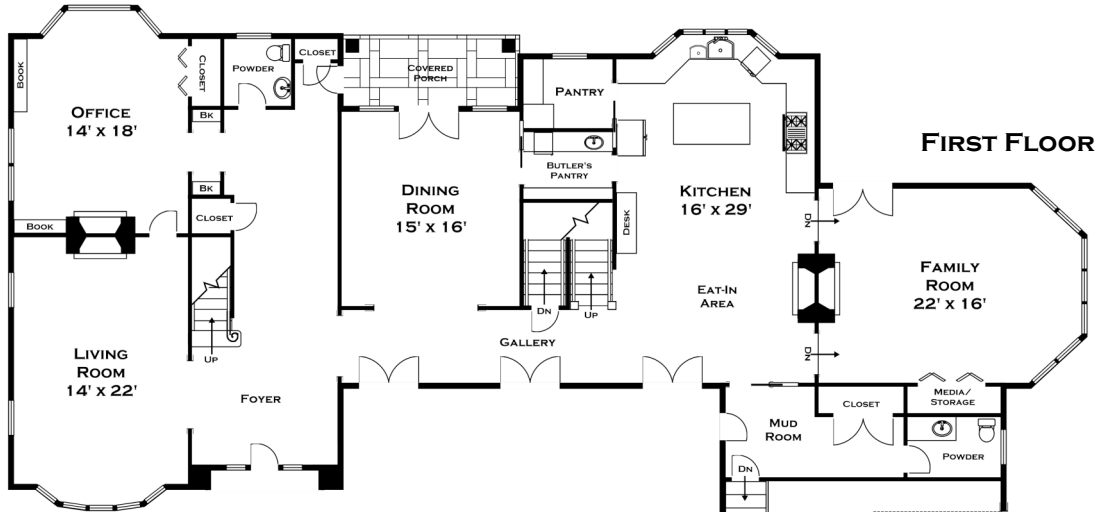 FIRST FLOOR
BOOK
OFFICE
14' X 18'
CLOSET
BK
BK
BOOK
POWDER
CLOSET
CLOSET
COVERED
PORCH
DINING
ROOM
15' X 16'
PANTRY
BUTLER'S
PANTRY
DESK
KITCHEN
16' X 29'
EAT-IN
AREA
DN
DN
FAMILY
ROOM
22' X 16'
MEDIA/
STORAGE
LIVING
ROOM
14' X 22'
UP
FOYER
GALLERY
DN
UP
MUD
ROOM
CLOSET
POWDER
DN